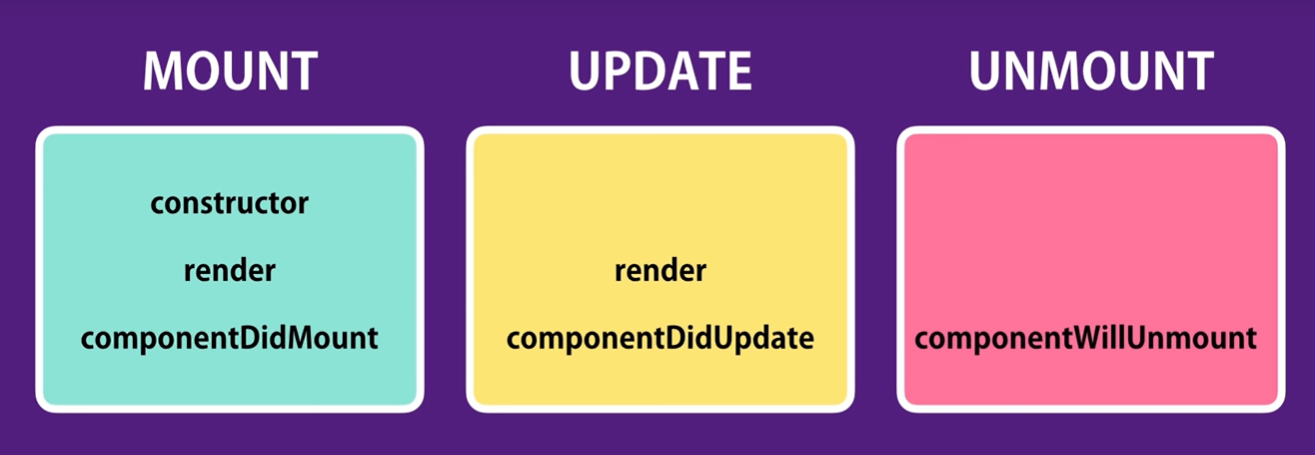 MOUNT
constructor
render
componentDidMount
UPDATE
render
componentDidUpdate
UNMOUNT
componentWillUnmount